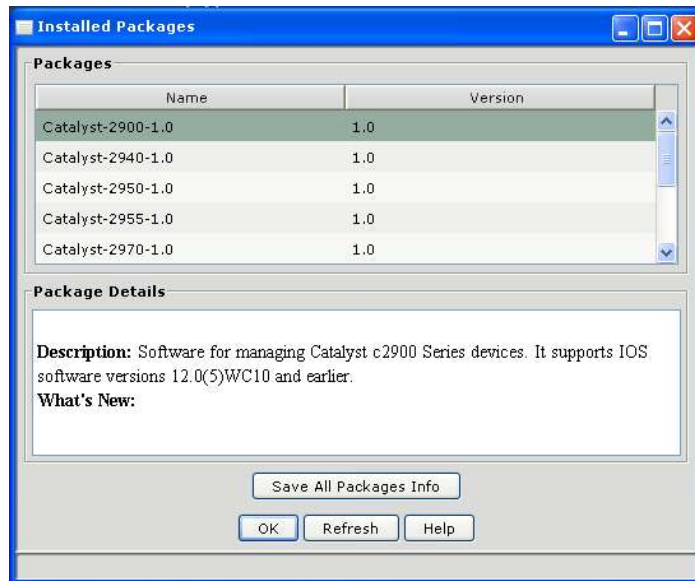 Installed Packages
Packages
Name Version
Catalyst-2900-1.0 1.0
Catalyst-2940-1.0 1.0
Catalyst-2950-1.0 1.0
Catalyst-2955-1.0 1.0
Catalyst-2970-1.0 1.0
Package Details
Description: Software for managing Catalyst c2900 Series devices. It supports IOS
software versions 12.0(5)WC10 and earlier.
What's New:
Save All Packages Info
OK Refresh Help